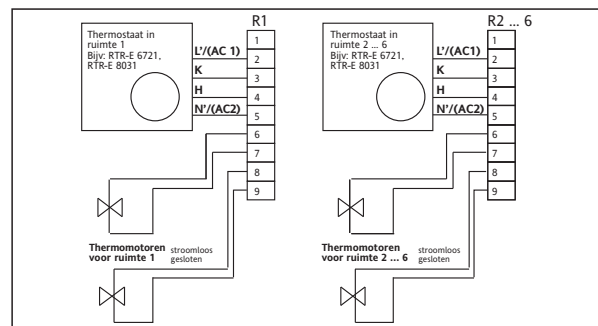 R1
Thermostaat in
ruimte 1
Bijv: RTR-E 6721,
RTR-E 8031
L'/(AC 1)
K
H
N'/(AC2)
1
2
3
4
5
6
7
8
9
Thermomotoren
voor ruimte 1
stroomloos
gesloten
R2 ... 6
Thermostaat in
ruimte 2 ... 6
Bijv: RTR-E 6721,
RTR-E 8031
L'/(AC1)
K
H
N'/(AC2)
1
2
3
4
5
6
7
8
9
Thermomotoren
voor ruimte 2 ... 6
stroomloos
gesloten